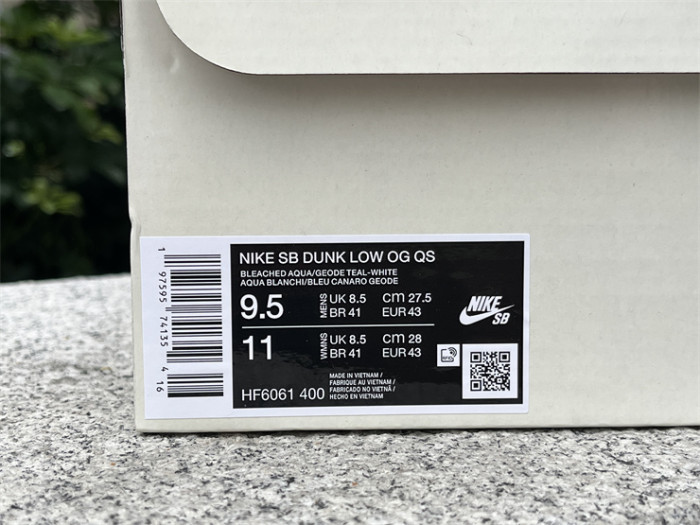 NIKE SB DUNK LOW OG QS
BLEACHED AQUA/GEODE TEAL-WHITE
AQUA BLANCHI/BLEU CANARO GEODE
9.5 MENS UK 8.5 cm 27.5
BR 41 EUR 43
11 WMNS UK 8.5 cm 28
BR 41 EUR 43
NIKE
SB
HF6061 400
MADE IN VIETNAM /
FABRIQUE AU VIETNAM /
FABRICADO NO VIETNÃ /
HECHO EN VIETNAM
1 97595 74135 4 16